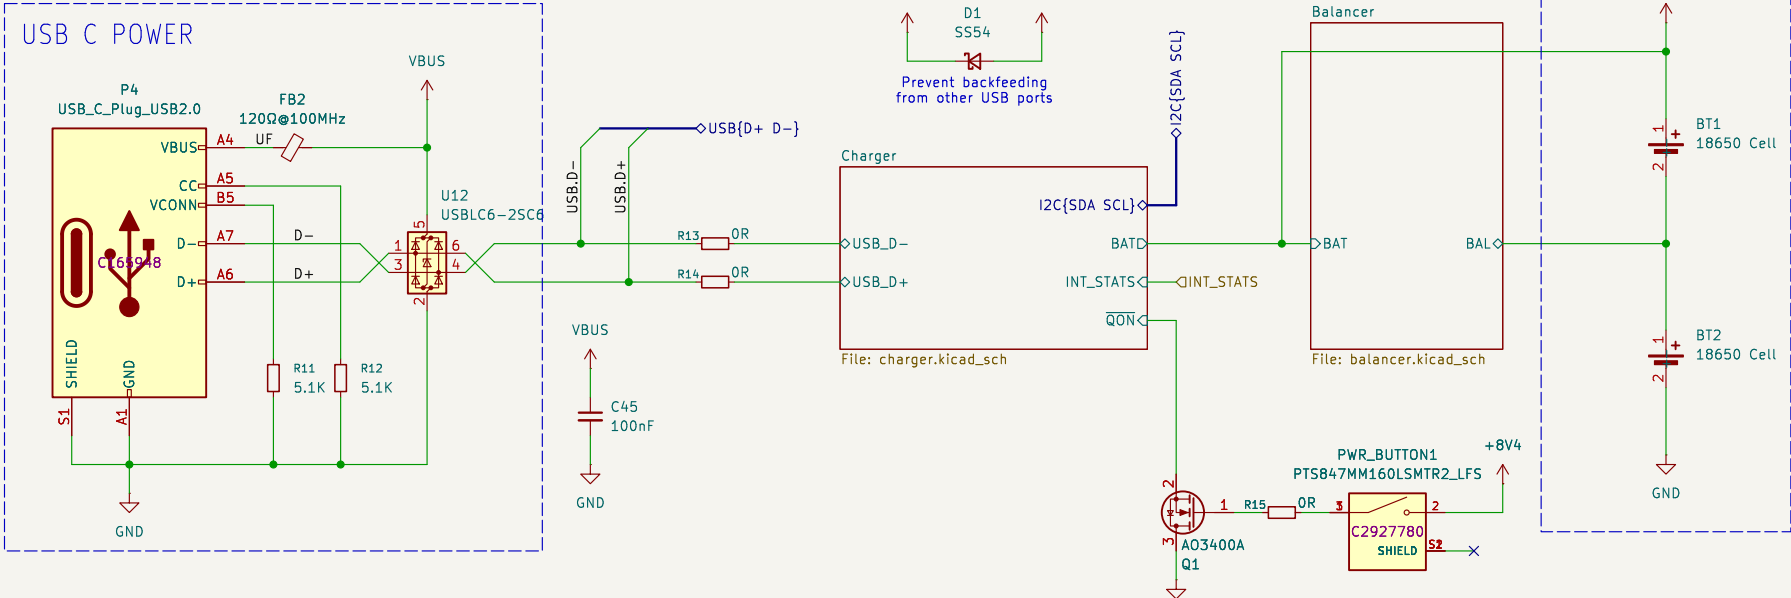 USB C POWER
P4
USB_C_Plug_USB2.0
FB2
120Ω@100MHz
VBUS
UF
VBUS
A4
CC
A5
VCONN
B5
D-
A7
D-
D+
A6
D+
C165948
SHIELD
GND
S1
A1
R11
5.1K
R12
5.1K
GND
U12
USBLC6-2SC6
5
1
6
3
4
2
USB.D-
USB.D+
USB{D+ D-}
R13
0R
R14
0R
VBUS
C45
100nF
GND
D1
SS54
Prevent backfeeding
from other USB ports
Charger
I2C{SDA SCL}
I2C{SDA SCL}
USB_D-
BAT
USB_D+
INT_STATS
INT_STATS
QON
File: charger.kicad_sch
Balancer
BAT
BAL
File: balancer.kicad_sch
BT1
18650 Cell
1
+
2
BT2
18650 Cell
1
+
2
GND
+8V4
PWR_BUTTON1
PTS847MM160LSMTR2_LFS
2
1
3
AO3400A
Q1
R15
0R
2
C2927780
SHIELD